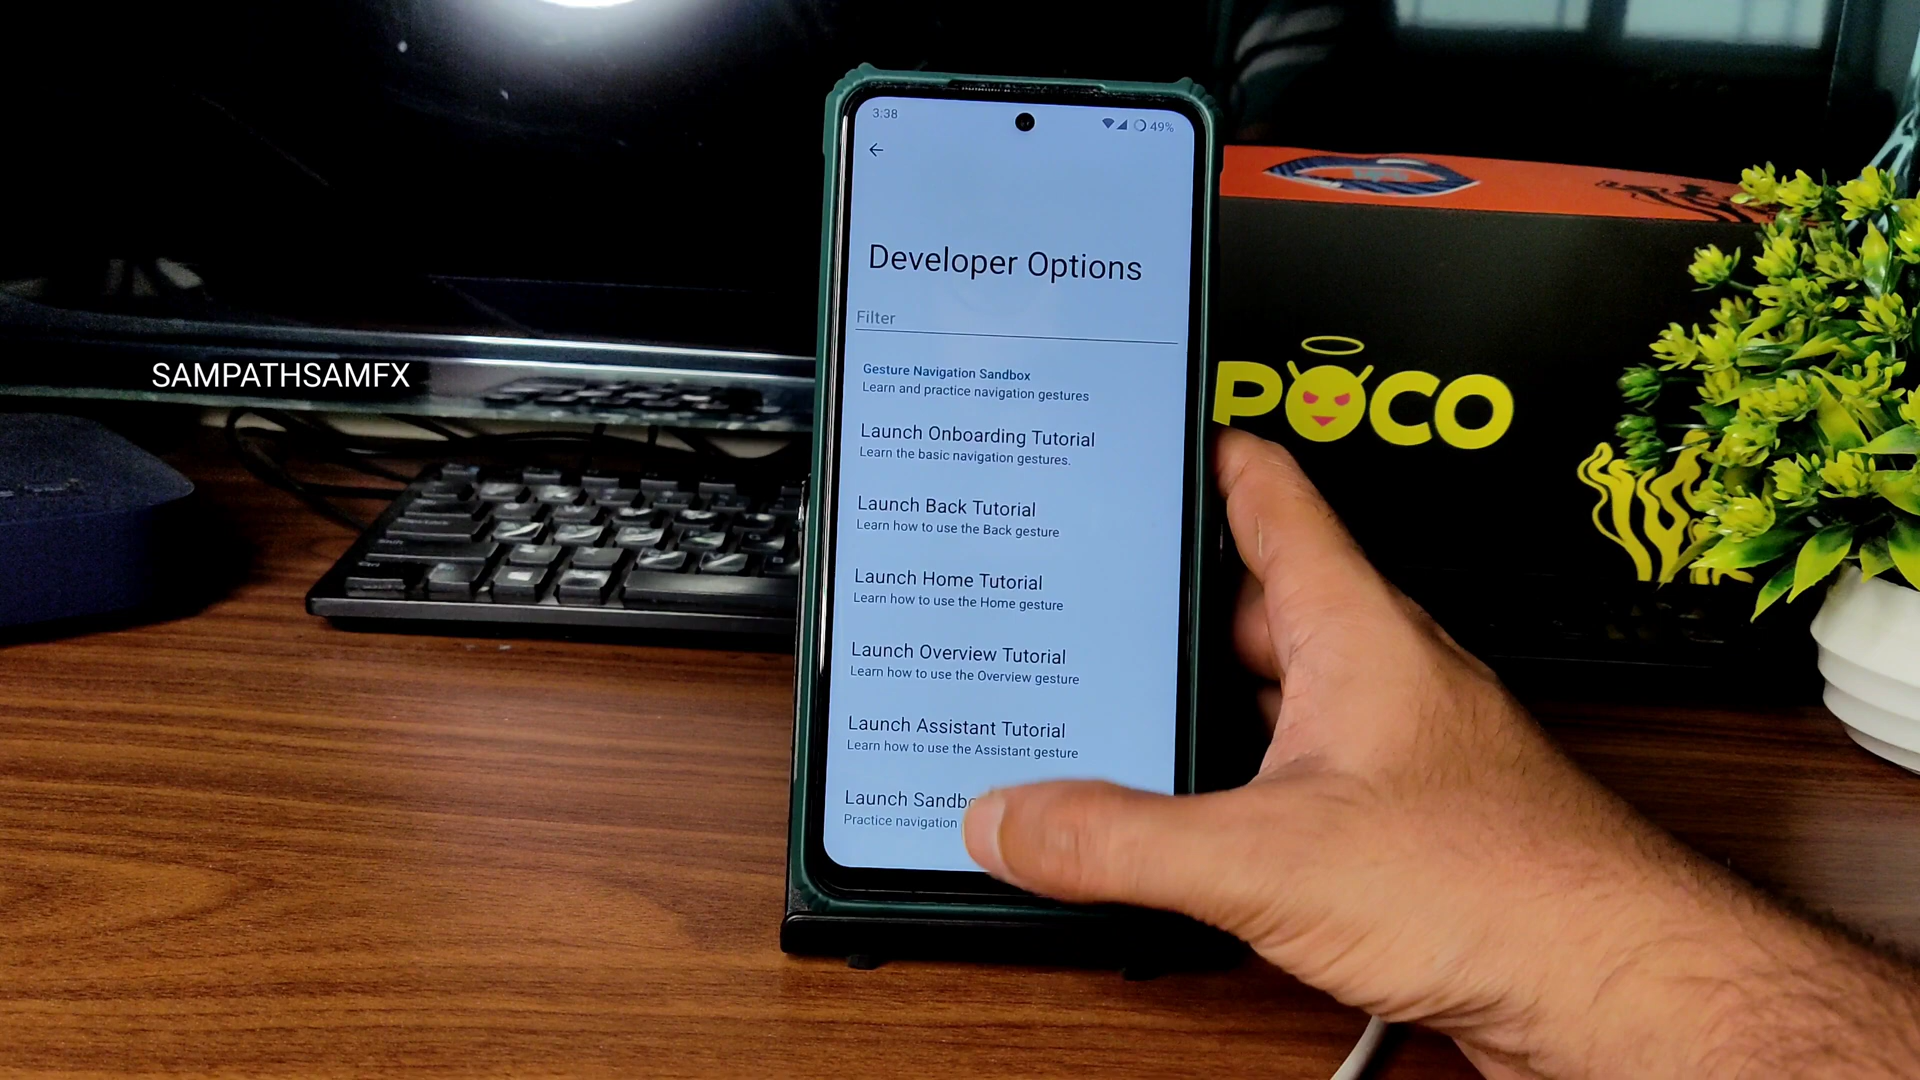 3:38
49%
Developer Options
Filter
Gesture Navigation Sandbox
Learn and practice navigation gestures
Launch Onboarding Tutorial
Learn the basic navigation gestures.
Launch Back Tutorial
Learn how to use the Back gesture
Launch Home Tutorial
Learn how to use the Home gesture
Launch Overview Tutorial
Learn how to use the Overview gesture
Launch Assistant Tutorial
Learn how to use the Assistant gesture
Launch
Practice navigation
SAMPATHSAMFX
POCO